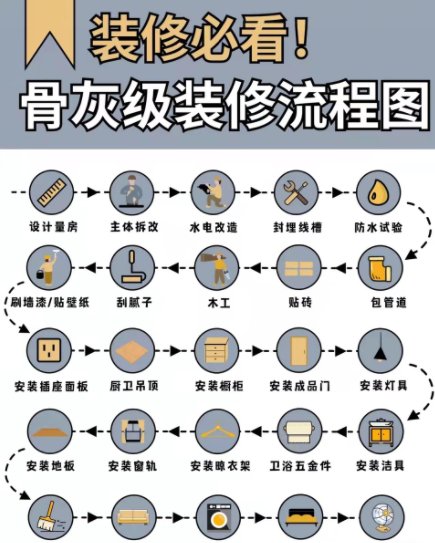 装修必看！
骨灰级装修流程图
设计量房 主体拆改 水电改造 封埋线槽 防水试验
刷墙漆/贴壁纸 刮腻子 木工 贴砖 包管道
安装插座面板 厨卫吊顶 安装橱柜 安装成品门 安装灯具
安装地板 安装窗轨 安装晾衣架 卫浴五金件 安装洁具